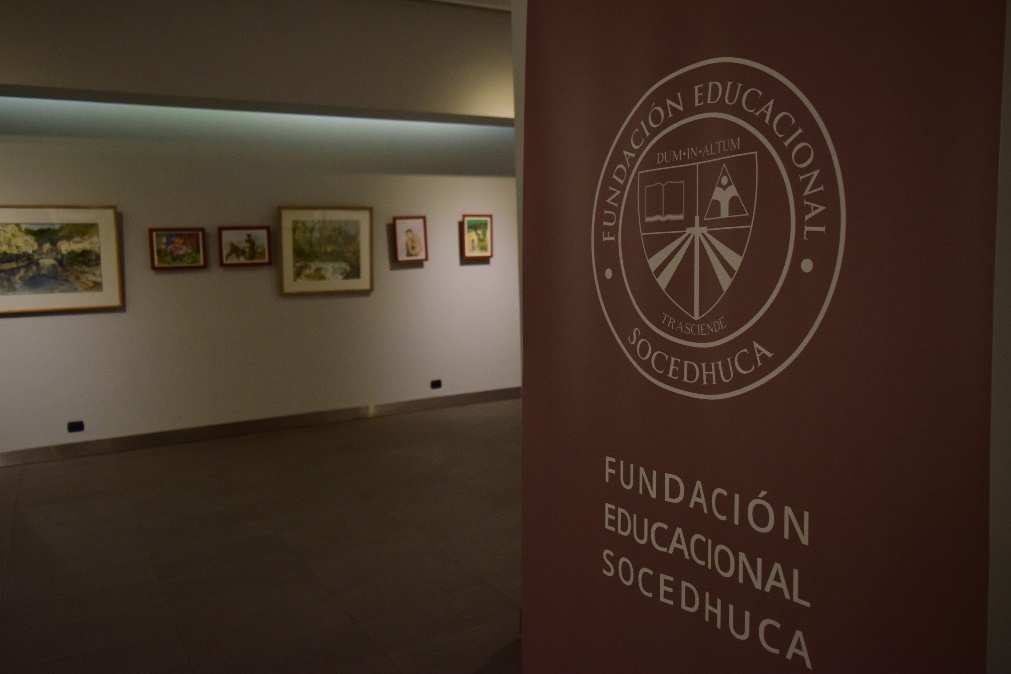 FUNDACIÓN EDUCACIONAL
DUM•IN•ALTUM
TRASCIENDE
SOCEDHUCA
FUNDACIÓN
EDUCACIONAL
SOCEDHUCA